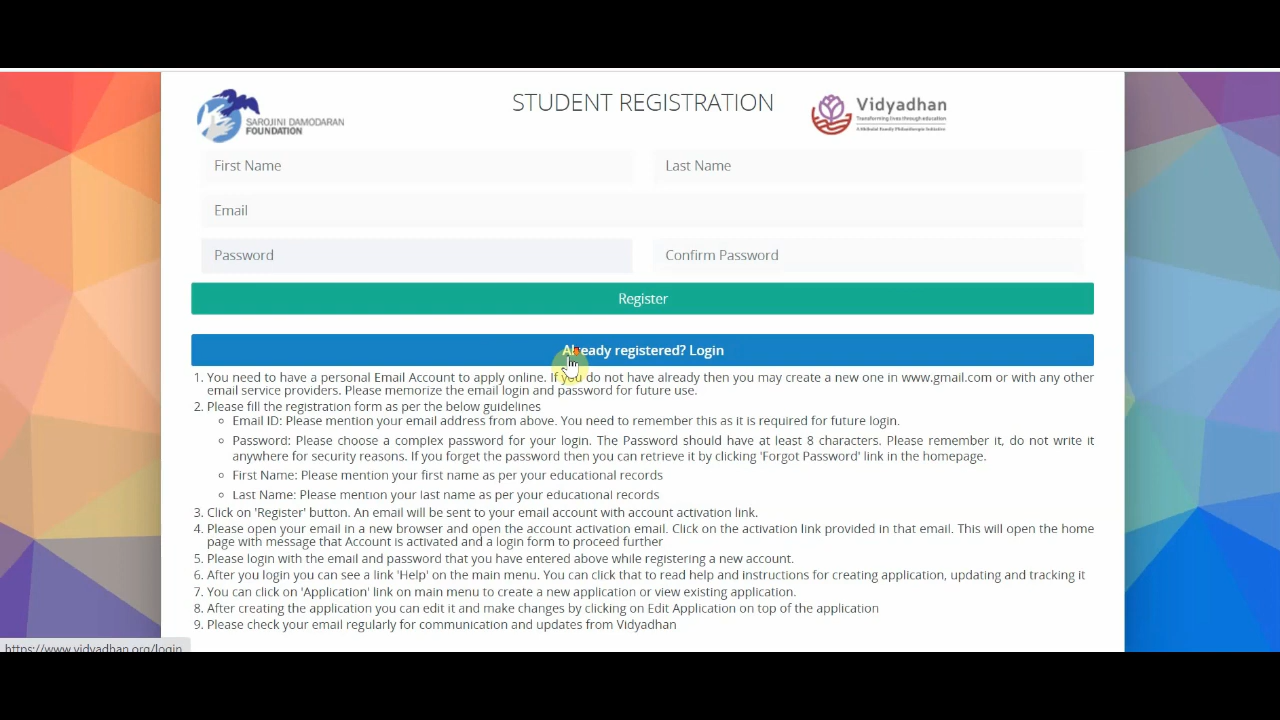 SAROJINI DAMODARAN
FOUNDATION
STUDENT REGISTRATION
Vidyadhan
Transforming lives through education
A Shibulal Family Philanthropic Initiative
First Name
Last Name
Email
Password
Confirm Password
Register
Already registered? Login
1. You need to have a personal Email Account to apply online. If you do not have already then you may create a new one in www.gmail.com or with any other
email service providers. Please memorize the email login and password for future use.
2. Please fill the registration form as per the below guidelines
Email ID: Please mention your email address from above. You need to remember this as it is required for future login.
Password: Please choose a complex password for your login. The Password should have at least 8 characters. Please remember it, do not write it
anywhere for security reasons. If you forget the password then you can retrieve it by clicking 'Forgot Password' link in the homepage.
First Name: Please mention your first name as per your educational records
Last Name: Please mention your last name as per your educational records
3. Click on 'Register' button. An email will be sent to your email account with account activation link.
4. Please open your email in a new browser and open the account activation email. Click on the activation link provided in that email. This will open the home
page with message that Account is activated and a login form to proceed further
5. Please login with the email and password that you have entered above while registering a new account.
6. After you login you can see a link 'Help' on the main menu. You can click that to read help and instructions for creating application, updating and tracking it
7. You can click on 'Application' link on main menu to create a new application or view existing application.
8. After creating the application you can edit it and make changes by clicking on Edit Application on top of the application
9. Please check your email regularly for communication and updates from Vidyadhan
https://www.vidyadhan.org/login